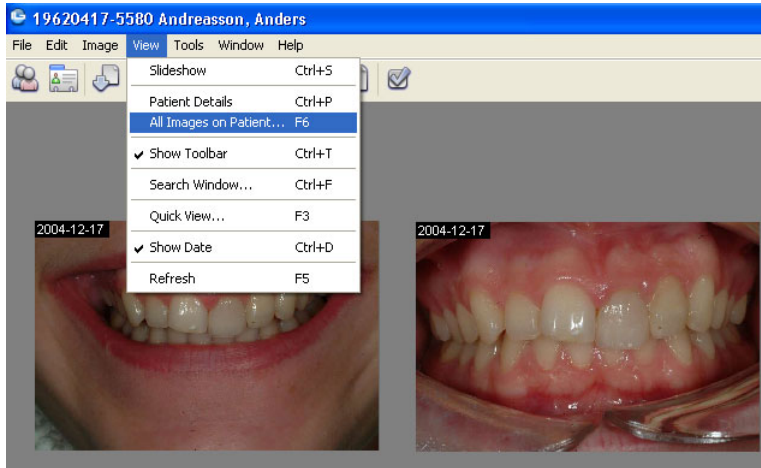 19620417-5580 Andreasson, Anders
File Edit Image View Tools Window Help
Slideshow Ctrl+S
Patient Details Ctrl+P
All Images on Patient... F6
Show Toolbar Ctrl+T
Search Window... Ctrl+F
Quick View... F3
Show Date Ctrl+D
Refresh F5
2004-12-17
2004-12-17